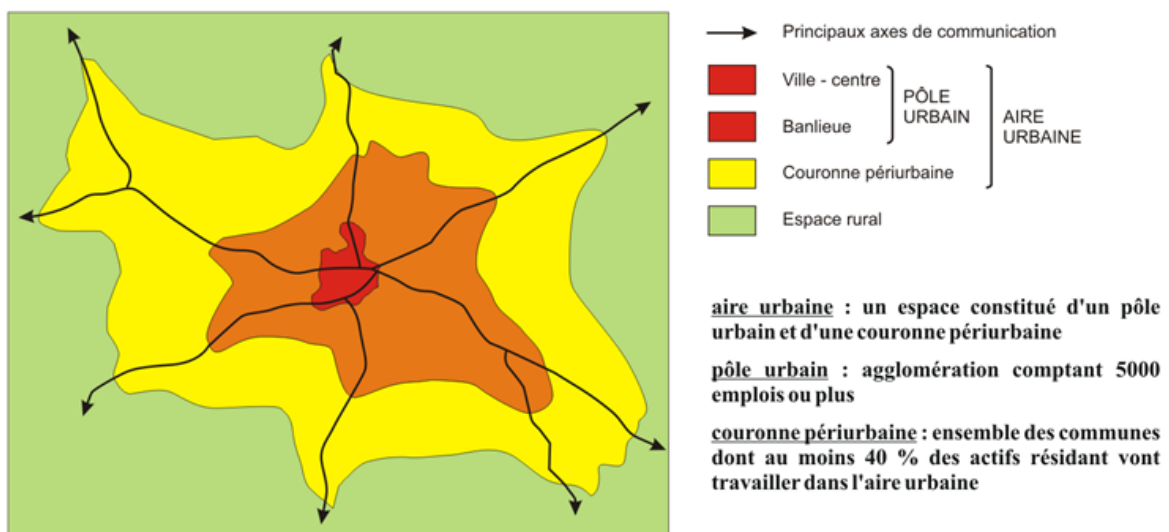 Principaux axes de communication
Ville - centre
Banlieue
PÔLE
URBAIN
AIRE
URBAINE
Couronne périurbaine
Espace rural
aire urbaine : un espace constitué d'un pôle
urbain et d'une couronne périurbaine
pôle urbain : agglomération comptant 5000
emplois ou plus
couronne périurbaine : ensemble des communes
dont au moins 40 % des actifs résidant vont
travailler dans l'aire urbaine